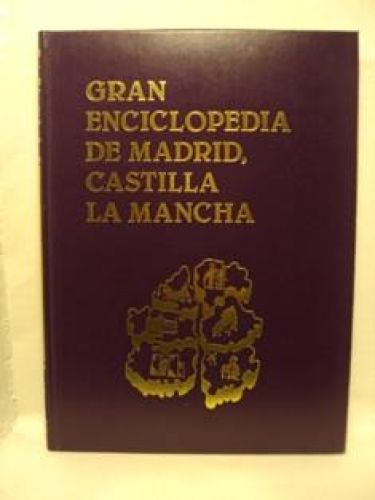 GRAN
ENCICLOPEDIA
DE MADRID,
CASTILLA
LA MANCHA